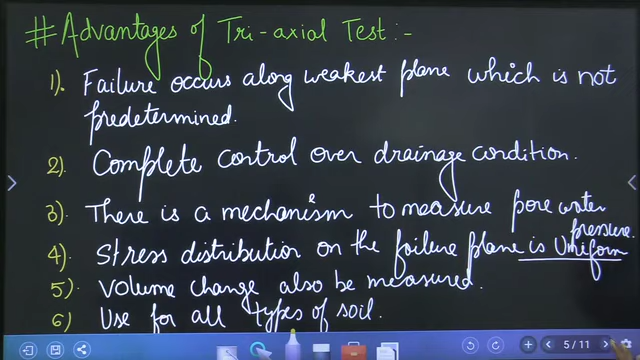 # Advantages of Tri-axial Test:-
1). Failure occurs along weakest plane which is not
predetermined.
2). Complete control over drainage condition.
3). There is a mechanism to measure pore water
pressure.
4). Stress distribution on the failure plane is Uniform
5). Volume change also be measured.
6) Use for all types of soil.
5 / 11